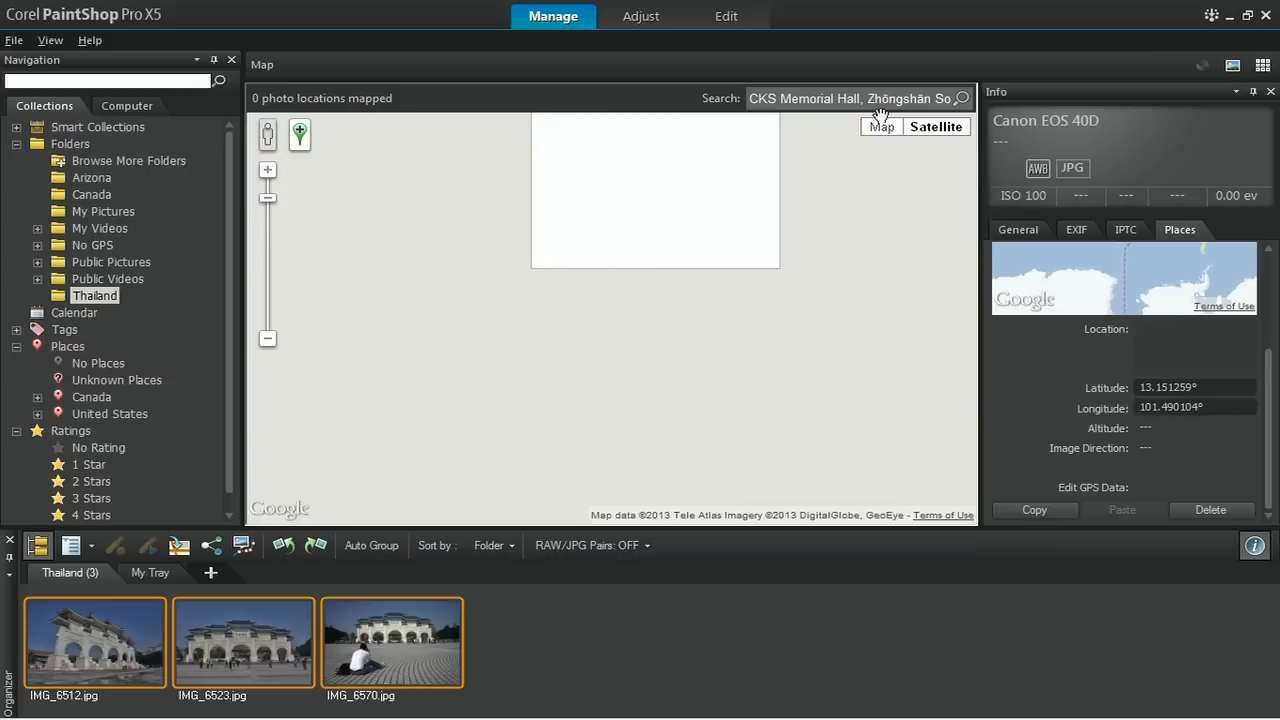 Corel PaintShop Pro X5
Manage
Adjust
Edit
File
View
Help
Navigation
Map
Info
0 photo locations mapped
Search:
CKS Memorial Hall, Zhōngshān So
Map
Satellite
Collections
Computer
Smart Collections
Folders
Browse More Folders
Arizona
Canada
My Pictures
My Videos
No GPS
Public Pictures
Public Videos
Thailand
Calendar
Tags
Places
No Places
Unknown Places
Canada
United States
Ratings
No Rating
1 Star
2 Stars
3 Stars
4 Stars
Google
Map data ©2013 Tele Atlas Imagery ©2013 DigitalGlobe, GeoEye - Terms of Use
Canon EOS 40D
---
AWB
JPG
ISO 100
---
---
---
0.00 ev
General
EXIF
IPTC
Places
Google
Terms of Use
Location:
Latitude:
13.151259°
Longitude:
101.490104°
Altitude:
---
Image Direction:
---
Edit GPS Data:
Copy
Paste
Delete
Auto Group
Sort by :
Folder
RAW/JPG Pairs: OFF
Thailand (3)
My Tray
IMG_6512.jpg
IMG_6523.jpg
IMG_6570.jpg
Organizer